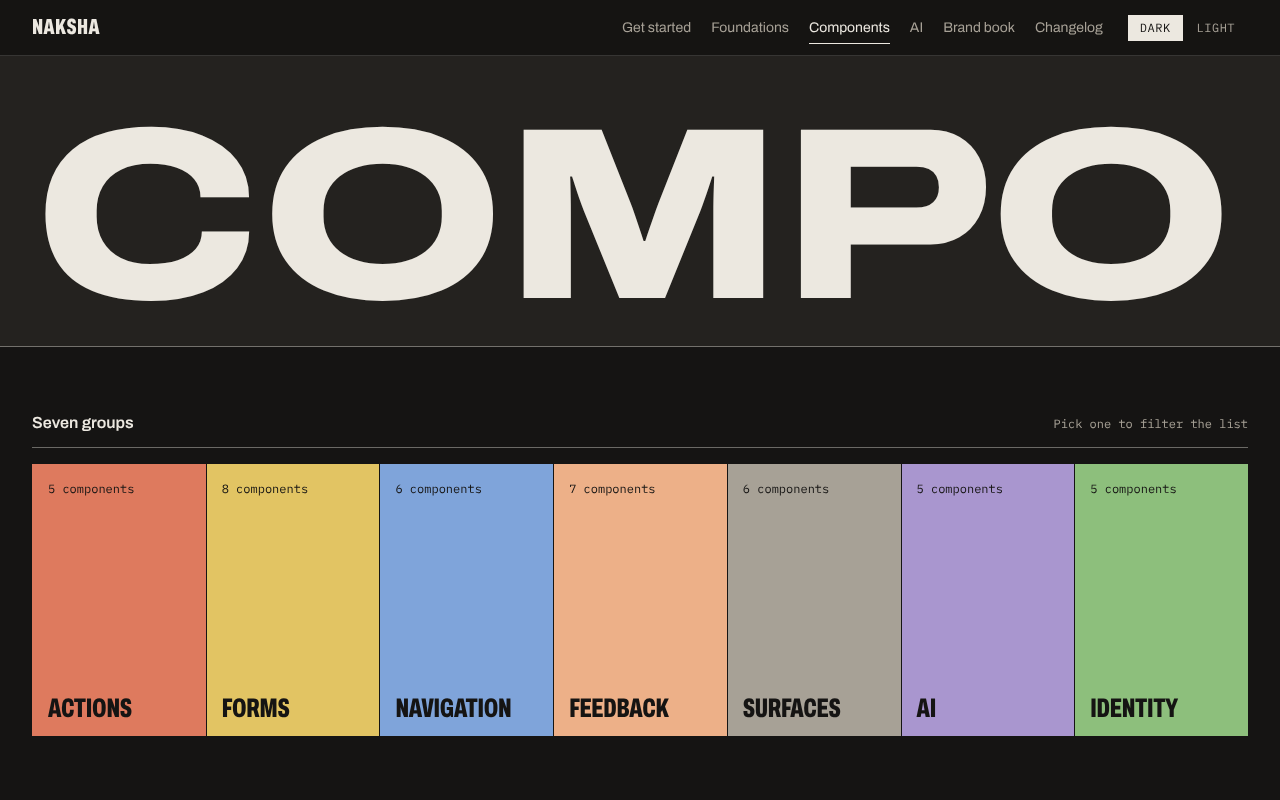 NAKSHA
Get started Foundations Components AI Brand book Changelog DARK LIGHT
COMPO
Seven groups
Pick one to filter the list
5 components 8 components 6 components 7 components 6 components 5 components 5 components
ACTIONS FORMS NAVIGATION FEEDBACK SURFACES AI IDENTITY